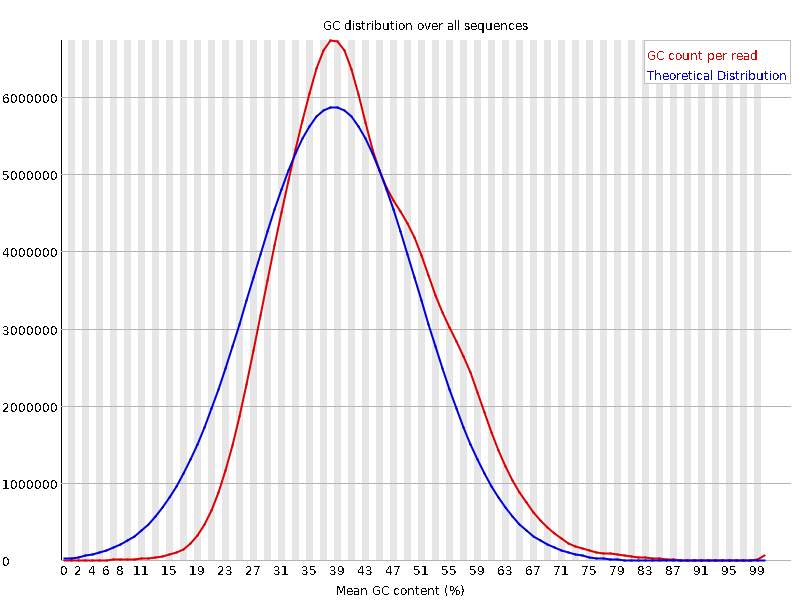 GC distribution over all sequences
GC count per read
Theoretical Distribution
6000000
5000000
4000000
3000000
2000000
1000000
0
0 2 4 6 8 11 15 19 23 27 31 35 39 43 47 51 55 59 63 67 71 75 79 83 87 91 95 99
Mean GC content (%)